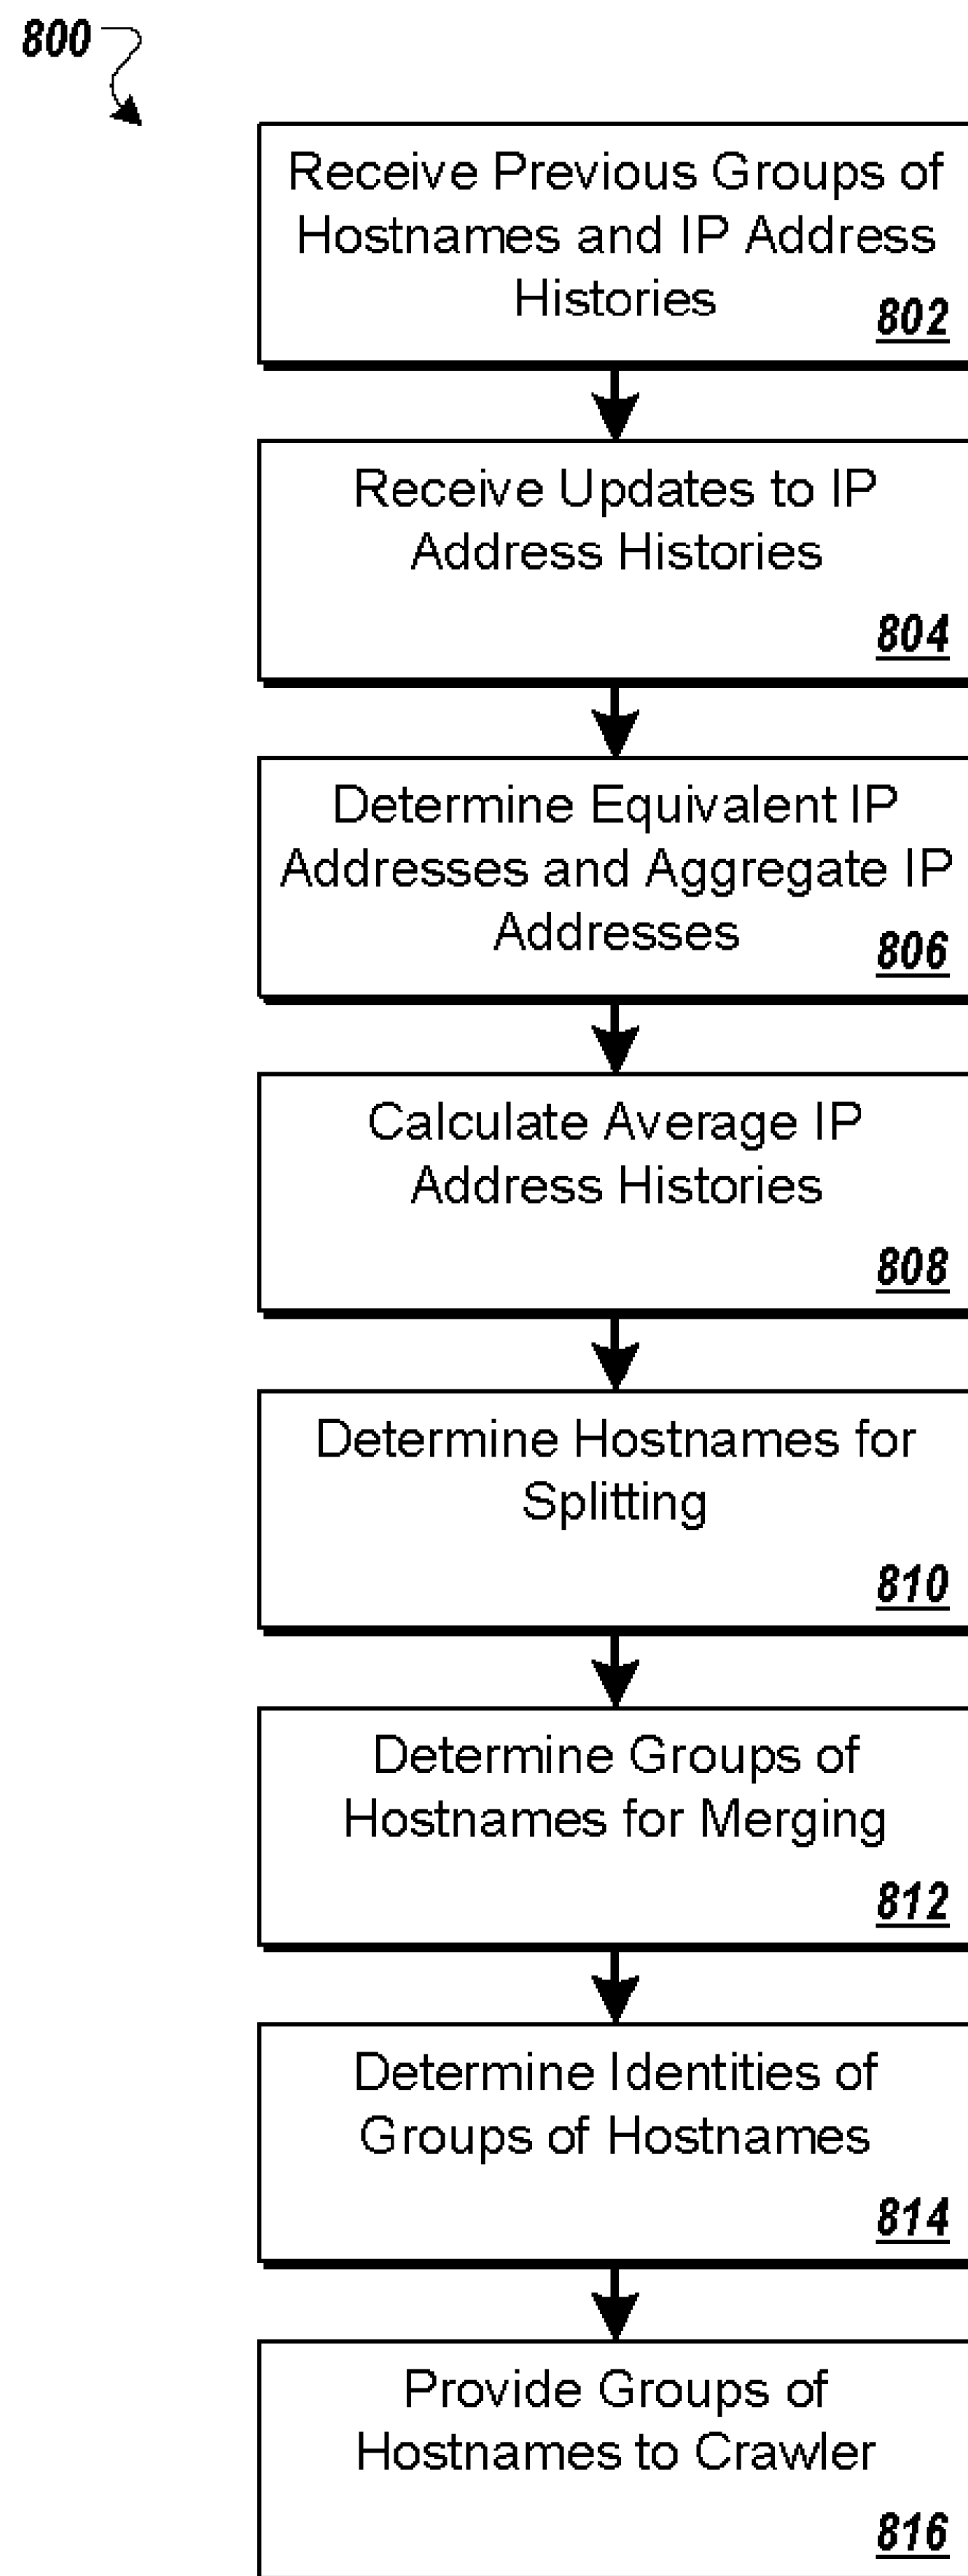 800
Receive Previous Groups of
Hostnames and IP Address
Histories
802
Receive Updates to IP
Address Histories
804
Determine Equivalent IP
Addresses and Aggregate IP
Addresses
806
Calculate Average IP
Address Histories
808
Determine Hostnames for
Splitting
810
Determine Groups of
Hostnames for Merging
812
Determine Identities of
Groups of Hostnames
814
Provide Groups of
Hostnames to Crawler
816